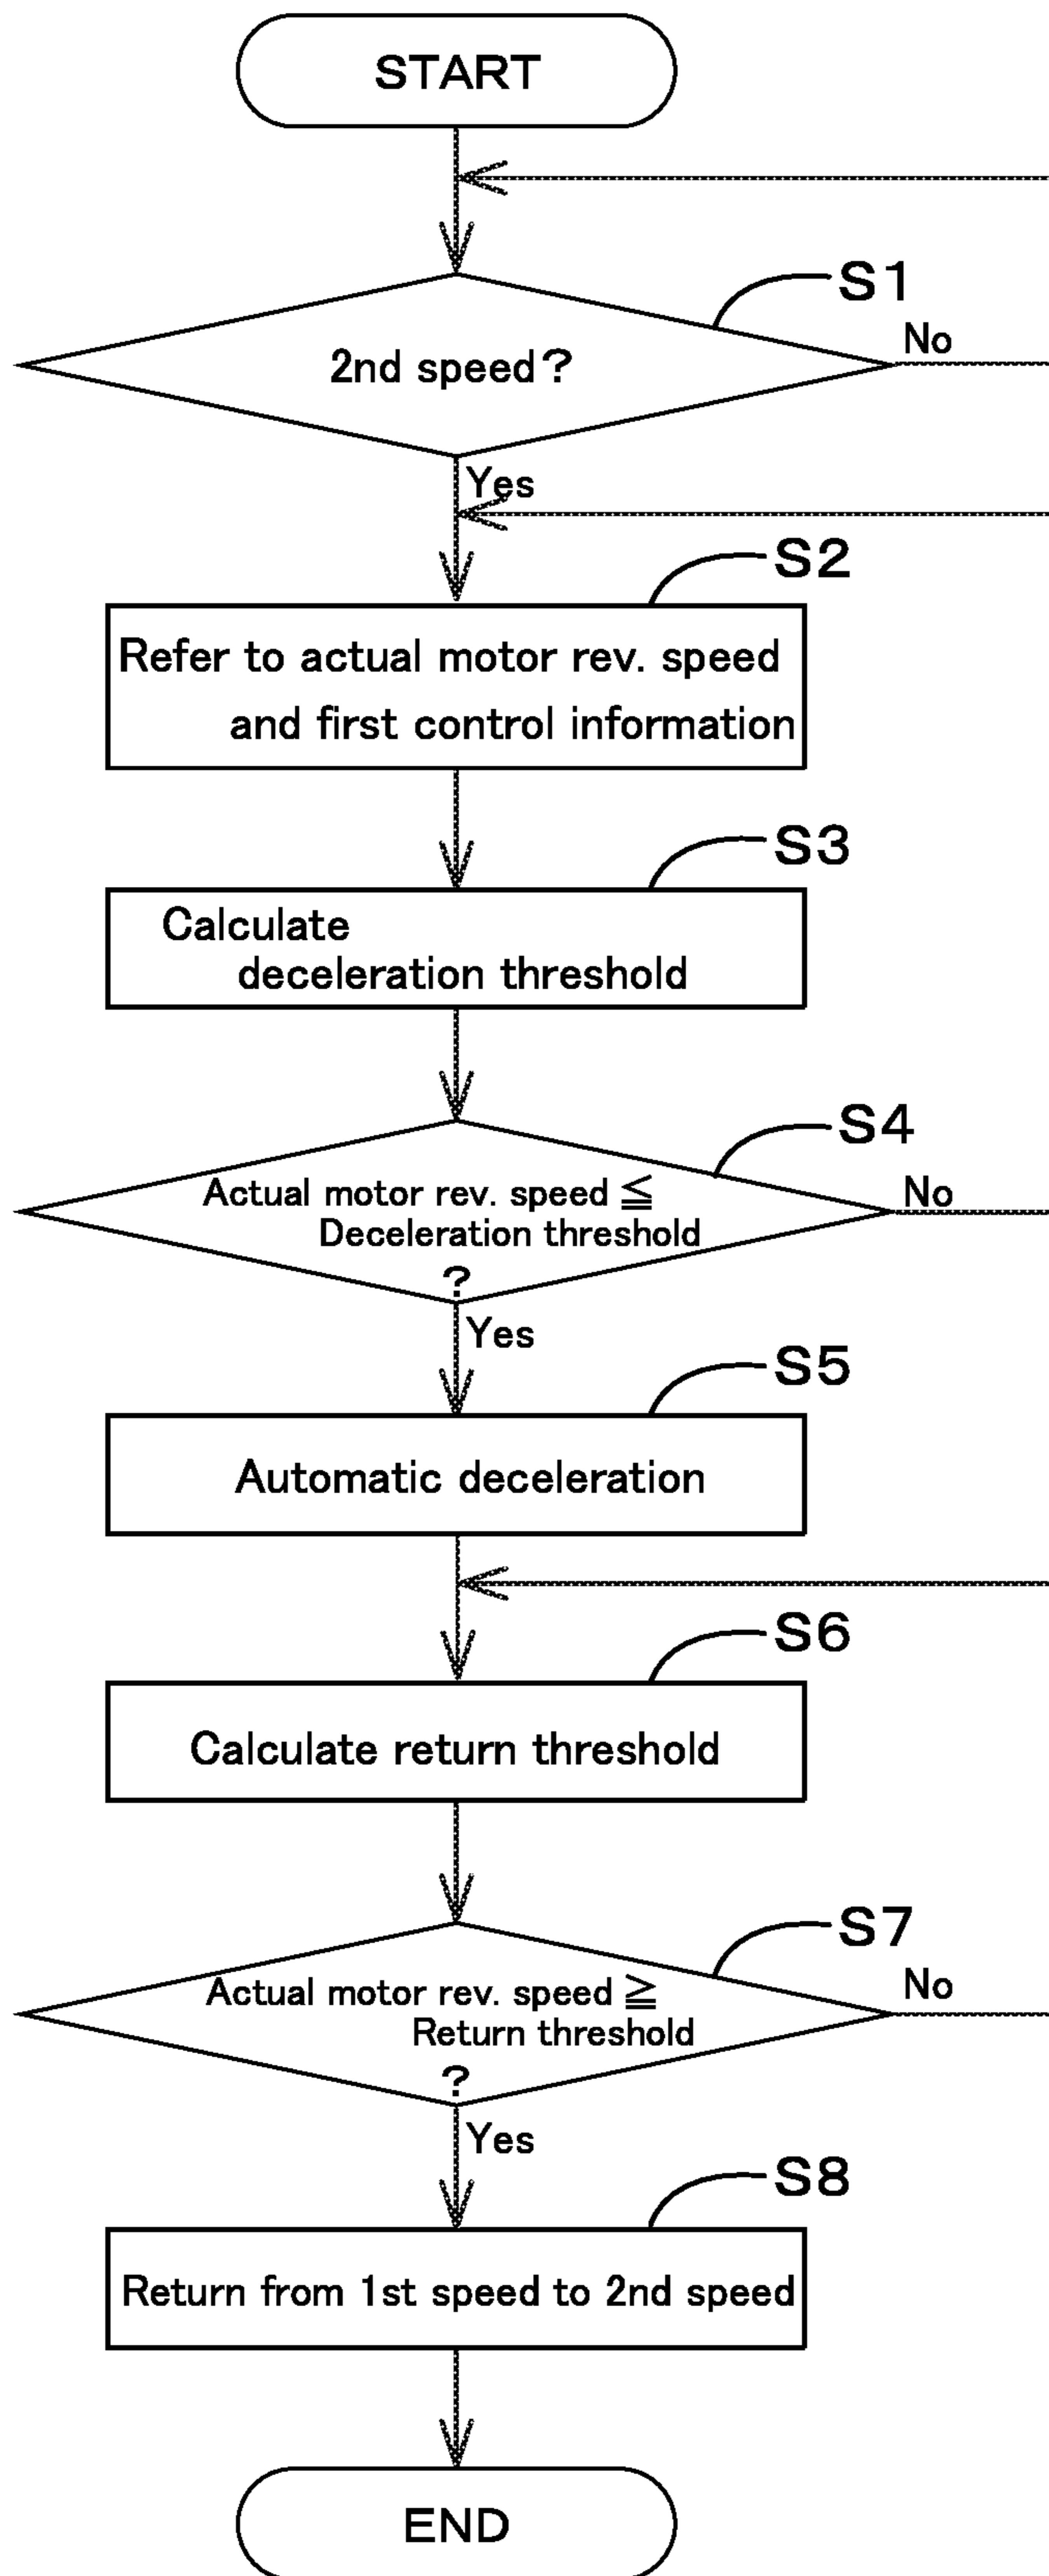 START
S1
2nd speed?
No
Yes
S2
Refer to actual motor rev. speed
and first control information
S3
Calculate
deceleration threshold
S4
Actual motor rev. speed ≦
Deceleration threshold
?
No
Yes
S5
Automatic deceleration
S6
Calculate return threshold
S7
Actual motor rev. speed ≧
Return threshold
?
No
Yes
S8
Return from 1st speed to 2nd speed
END